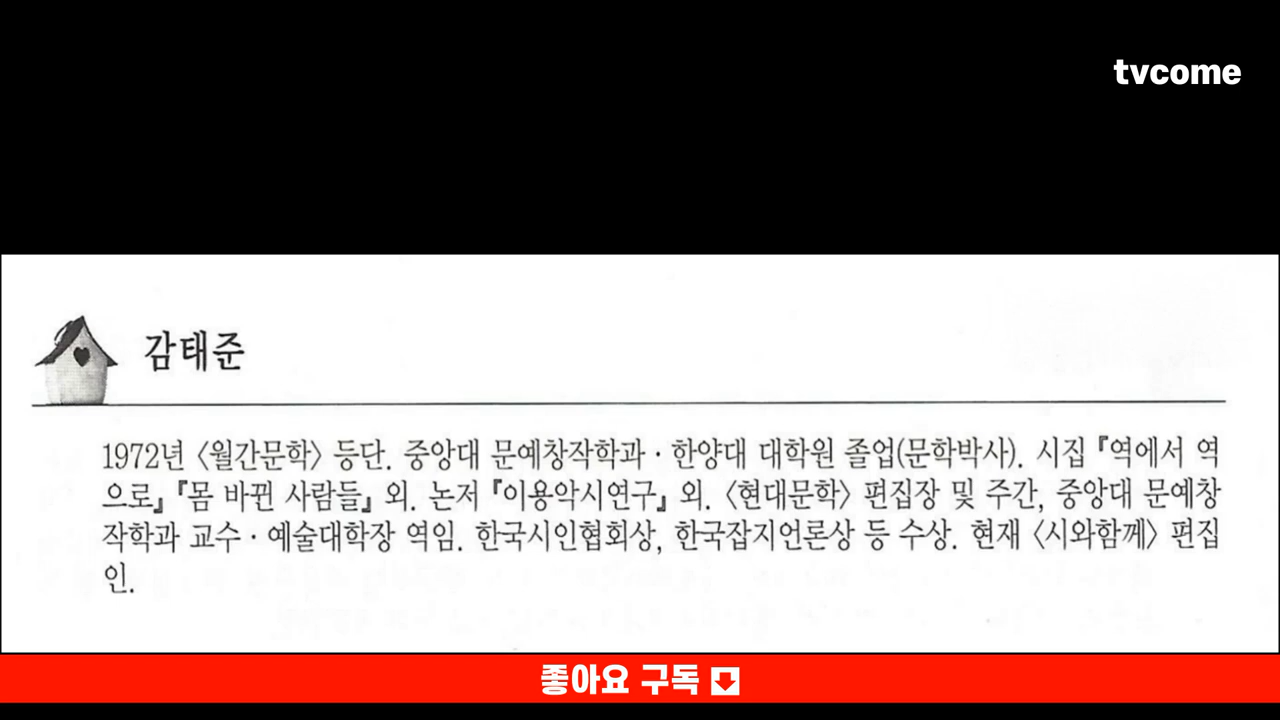 tvcome
감태준
1972년 〈월간문학〉 등단. 중앙대 문예창작학과 · 한양대 대학원 졸업(문학박사). 시집 『역에서 역
으로』 『몸 바뀐 사람들』 외. 논저 『이용악시연구』 외. 〈현대문학〉 편집장 및 주간, 중앙대 문예창
작학과 교수 · 예술대학장 역임. 한국시인협회상, 한국잡지언론상 등 수상. 현재 〈시와함께〉 편집
인.
좋아요 구독